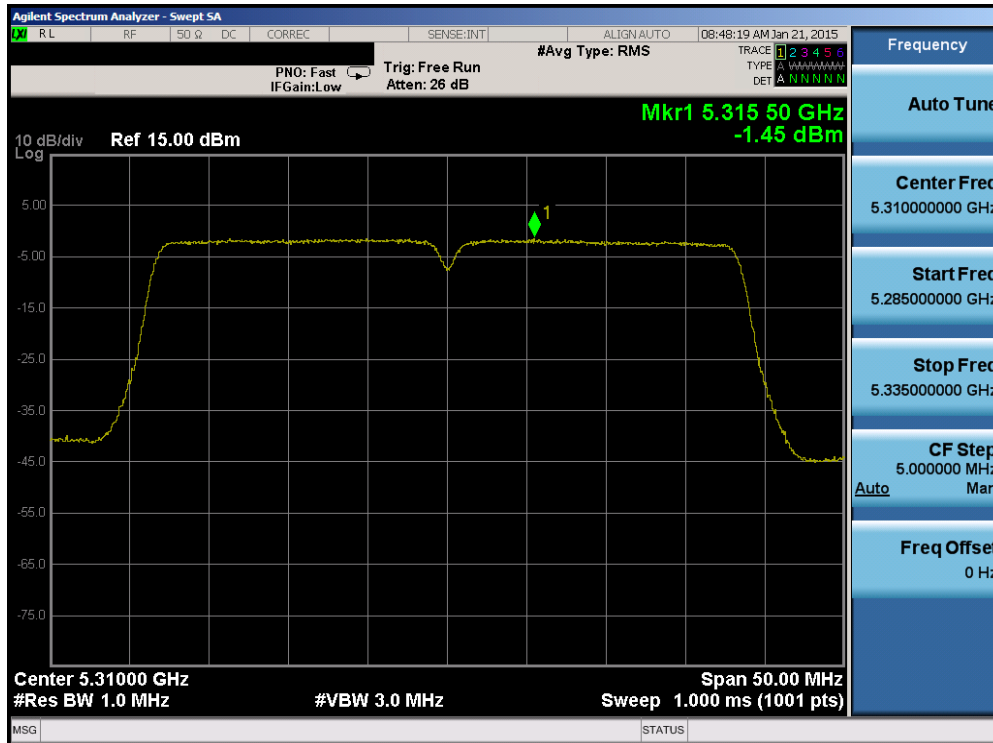 Agilent Spectrum Analyzer - Swept SA
LXI RL RF 50 Ω DC CORREC SENSE:INT ALIGN AUTO 08:48:19 AM Jan 21, 2015
#Avg Type: RMS
TRACE 1 2 3 4 5 6
PNO: Fast Trig: Free Run
TYPE A WWWWW
IFGain:Low Atten: 26 dB
DET A N N N N N
Mkr1 5.315 50 GHz
-1.45 dBm
10 dB/div Ref 15.00 dBm
Log
1
5.00
-5.00
-15.0
-25.0
-35.0
-45.0
-55.0
-65.0
-75.0
Center 5.31000 GHz Span 50.00 MHz
#Res BW 1.0 MHz #VBW 3.0 MHz Sweep 1.000 ms (1001 pts)
MSG STATUS
Frequency
Auto Tune
Center Freq
5.310000000 GHz
Start Freq
5.285000000 GHz
Stop Freq
5.335000000 GHz
CF Step
5.000000 MHz
Auto Man
Freq Offset
0 Hz